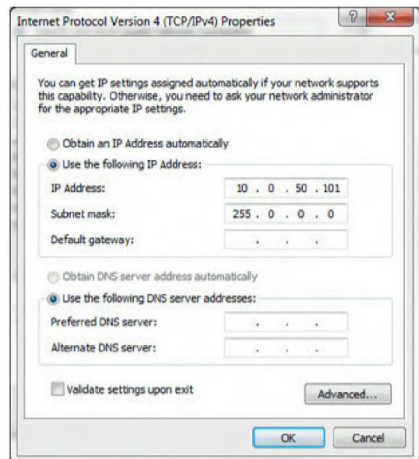 Internet Protocol Version 4 (TCP/IPv4) Properties
General
You can get IP settings assigned automatically if your network supports
this capability. Otherwise, you need to ask your network administrator
for the appropriate IP settings.
Obtain an IP Address automatically
Use the following IP Address:
IP Address: 10 . 0 . 50 . 101
Subnet mask: 255 . 0 . 0 . 0
Default gateway: . . .
Obtain DNS server address automatically
Use the following DNS server addresses:
Preferred DNS server: . . .
Alternate DNS server: . . .
Validate settings upon exit
Advanced...
OK Cancel